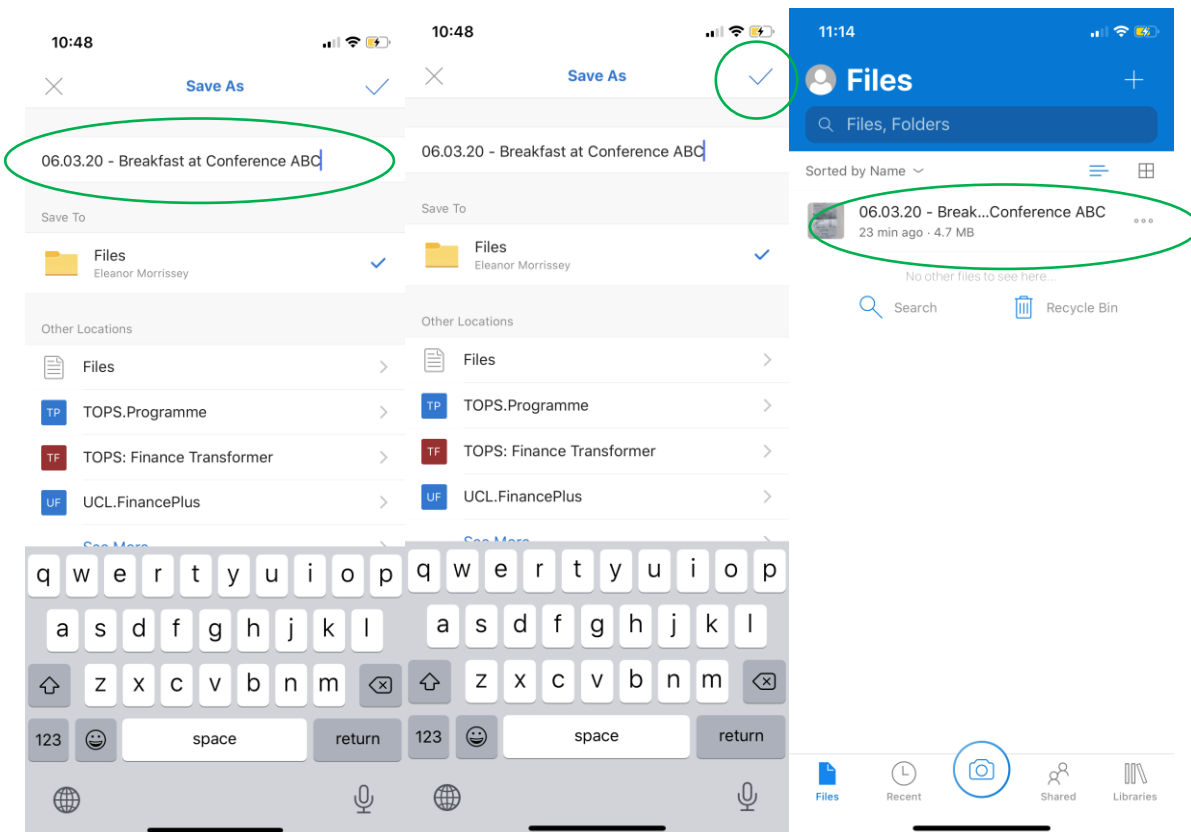 10:48
Save As
06.03.20 - Breakfast at Conference ABC
Save To
Files
Eleanor Morrissey
Other Locations
Files
TP TOPS.Programme
TF TOPS: Finance Transformer
UF UCL.FinancePlus
See More
q w e r t y u i o p
a s d f g h j k l
z x c v b n m
123 space return
10:48
Save As
06.03.20 - Breakfast at Conference ABC
Save To
Files
Eleanor Morrissey
Other Locations
Files
TP TOPS.Programme
TF TOPS: Finance Transformer
UF UCL.FinancePlus
See More
q w e r t y u i o p
a s d f g h j k l
z x c v b n m
123 space return
11:14
Files
Files, Folders
Sorted by Name
06.03.20 - Break...Conference ABC
23 min ago · 4.7 MB
No other files to see here...
Search Recycle Bin
Files Recent Shared Libraries